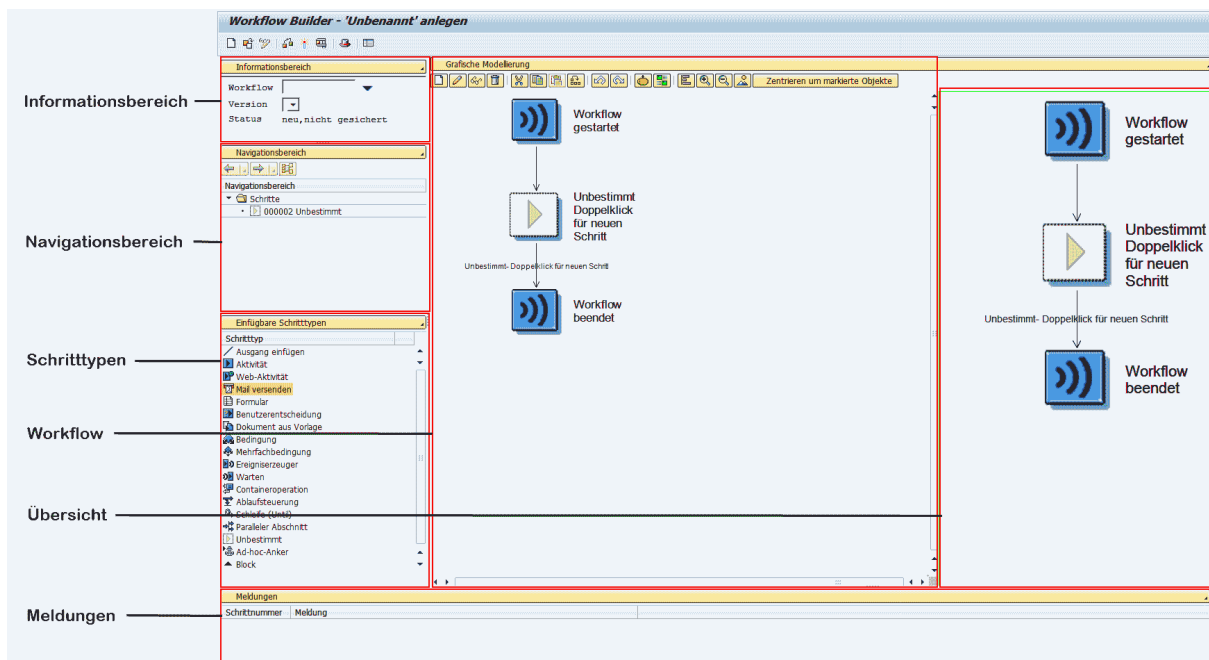 Workflow Builder - 'Unbenannt' anlegen
Informationsbereich
Informationsbereich
Workflow
Version
Status neu,nicht gesichert
Navigationsbereich
Navigationsbereich
Navigationsbereich
Schritte
000002 Unbestimmt
Schritttypen
Einfügbare Schritttypen
Schritttyp
Ausgang einfügen
Aktivität
Web-Aktivität
Mail versenden
Formular
Benutzerentscheidung
Dokument aus Vorlage
Bedingung
Mehrfachbedingung
Ereigniserzeuger
Warten
Containeroperation
Ablaufsteuerung
Schleife (Until)
Paralleler Abschnitt
Unbestimmt
Ad-hoc-Anker
Block
Workflow
Grafische Modellierung
Zentrieren um markierte Objekte
Workflow
gestartet
Unbestimmt
Doppelklick
für neuen
Schritt
Unbestimmt- Doppelklick für neuen Schritt
Workflow
beendet
Übersicht
Workflow
gestartet
Unbestimmt
Doppelklick
für neuen
Schritt
Unbestimmt- Doppelklick für neuen Schritt
Workflow
beendet
Meldungen
Meldungen
Schrittnummer Meldung